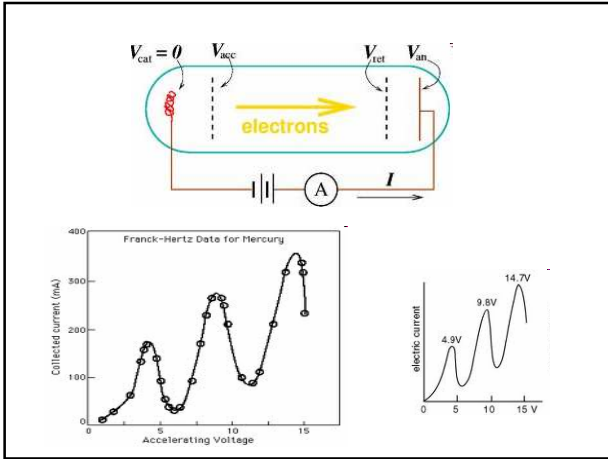 V_cat = 0
V_acc
V_ret
V_an
electrons
A
I
Franck-Hertz Data for Mercury
Collected current (mA)
400
300
200
100
0
0
5
10
15
Accelerating Voltage
electric current
4.9V
9.8V
14.7V
0
5
10
15 V